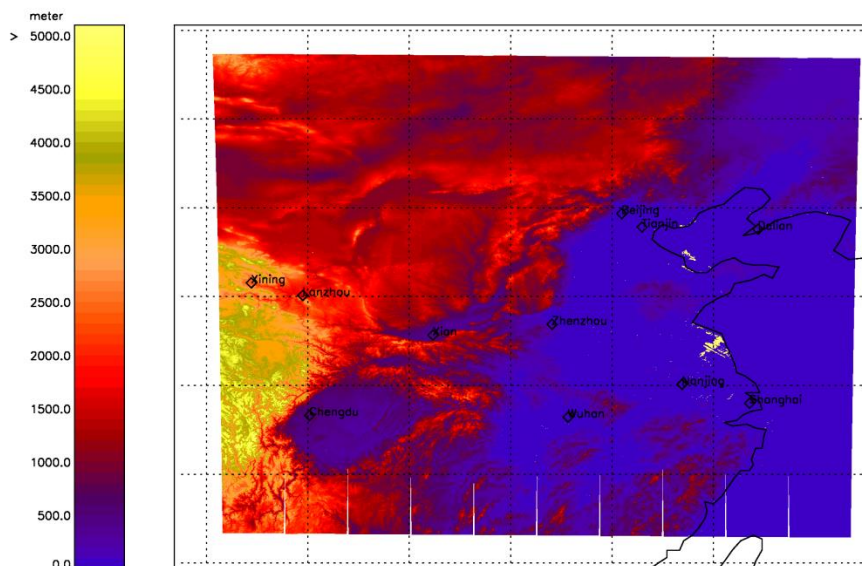 meter
> 5000.0
4500.0
4000.0
3500.0
3000.0
2500.0
2000.0
1500.0
1000.0
500.0
0.0
Beijing
Tianjin
Dalian
Xining
Lanzhou
Xian
Zhenzhou
Nanjing
Shanghai
Chengdu
Wuhan